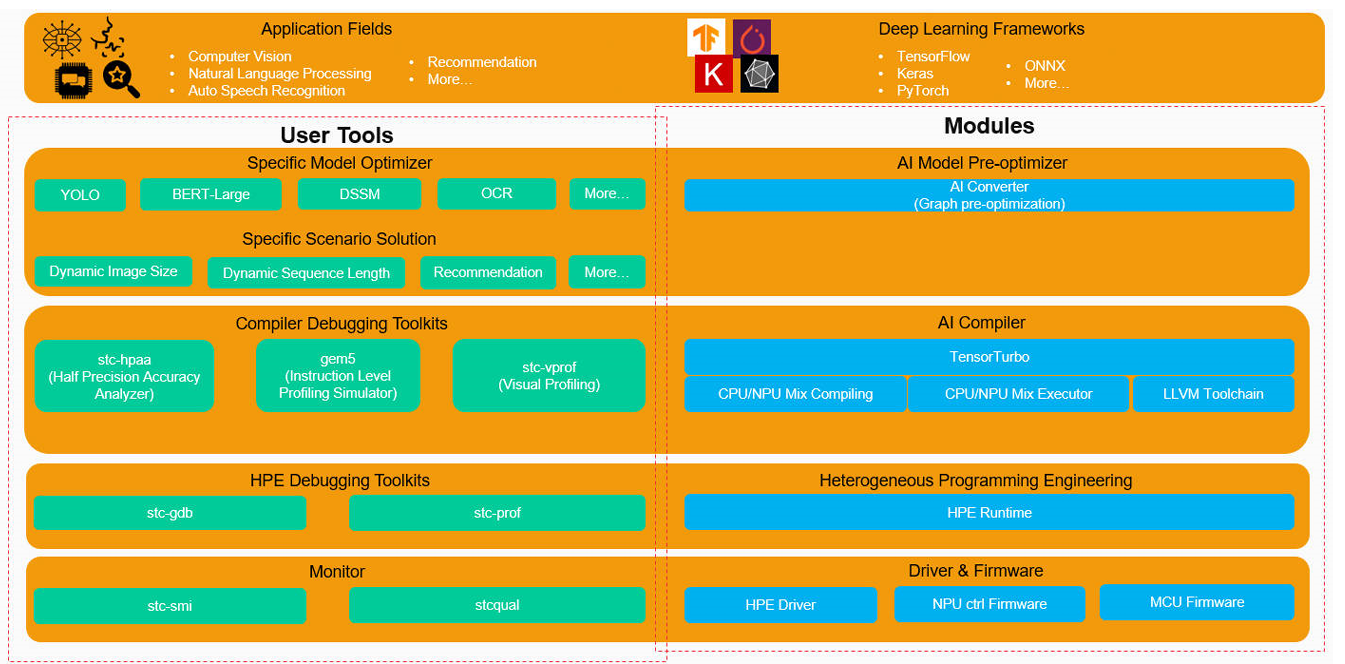 Application Fields
• Computer Vision
• Natural Language Processing
• Auto Speech Recognition
• Recommendation
• More...
Deep Learning Frameworks
• TensorFlow
• Keras
• PyTorch
• ONNX
• More...
K
User Tools
Modules
Specific Model Optimizer
YOLO
BERT-Large
DSSM
OCR
More...
Specific Scenario Solution
Dynamic Image Size
Dynamic Sequence Length
Recommendation
More...
AI Model Pre-optimizer
AI Converter
(Graph pre-optimization)
Compiler Debugging Toolkits
stc-hpaa
(Half Precision Accuracy
Analyzer)
gem5
(Instruction Level
Profiling Simulator)
stc-vprof
(Visual Profiling)
AI Compiler
TensorTurbo
CPU/NPU Mix Compiling
CPU/NPU Mix Executor
LLVM Toolchain
HPE Debugging Toolkits
stc-gdb
stc-prof
Heterogeneous Programming Engineering
HPE Runtime
Monitor
stc-smi
stcqual
Driver & Firmware
HPE Driver
NPU ctrl Firmware
MCU Firmware